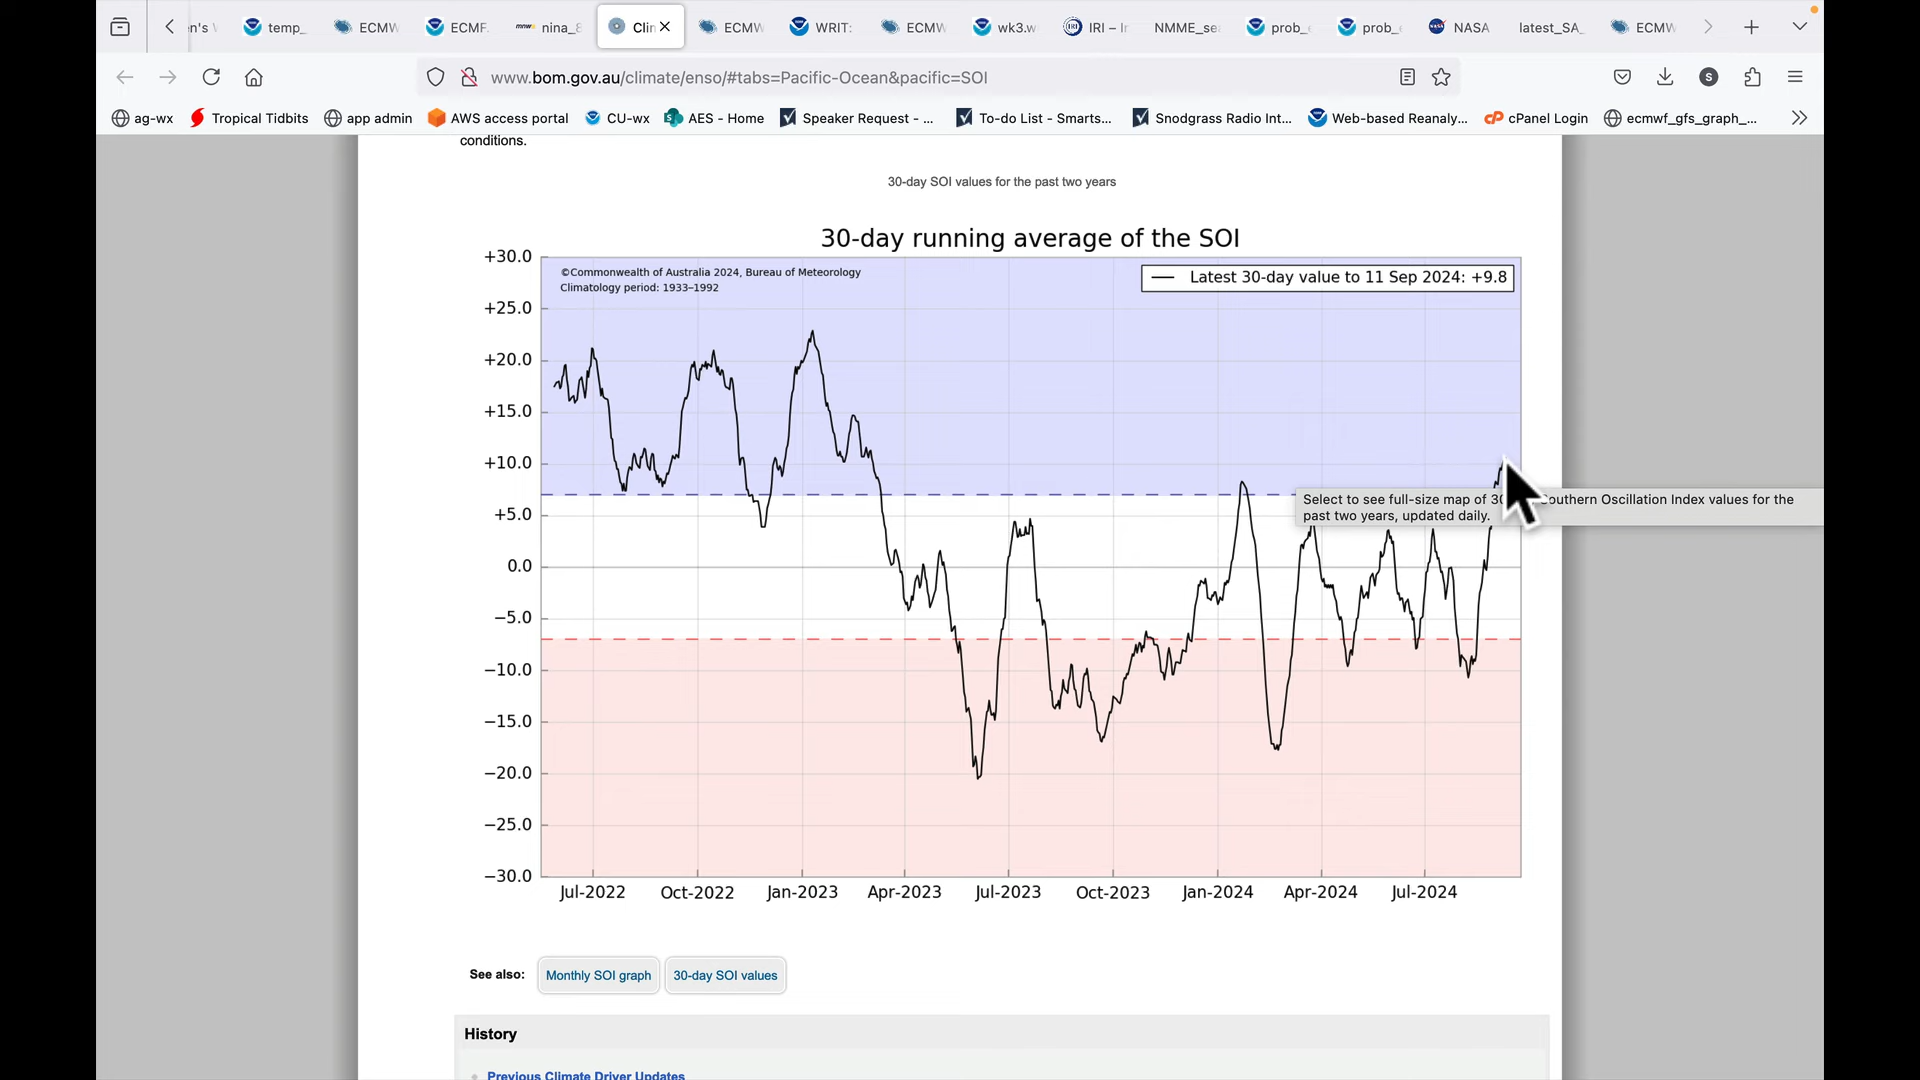 en's
temp_
ECMW
ECMF
nina_8
Clin
ECMW
WRIT:
ECMW
wk3.w
IRI – In
NMME_se
prob_
prob_
NASA
latest_SA_
ECMW
www.bom.gov.au/climate/enso/#tabs=Pacific-Ocean&pacific=SOI
S
ag-wx
Tropical Tidbits
app admin
AWS access portal
CU-wx
AES - Home
Speaker Request - ...
To-do List - Smarts...
Snodgrass Radio Int...
Web-based Reanaly...
cPanel Login
ecmwf_gfs_graph_...
conditions.
30-day SOI values for the past two years
30-day running average of the SOI
©Commonwealth of Australia 2024, Bureau of Meteorology
Climatology period: 1933–1992
Latest 30-day value to 11 Sep 2024: +9.8
+30.0
+25.0
+20.0
+15.0
+10.0
+5.0
0.0
−5.0
−10.0
−15.0
−20.0
−25.0
−30.0
Select to see full-size map of 30 outhern Oscillation Index values for the
past two years, updated daily.
Jul-2022
Oct-2022
Jan-2023
Apr-2023
Jul-2023
Oct-2023
Jan-2024
Apr-2024
Jul-2024
See also:
Monthly SOI graph
30-day SOI values
History
Previous Climate Driver Updates